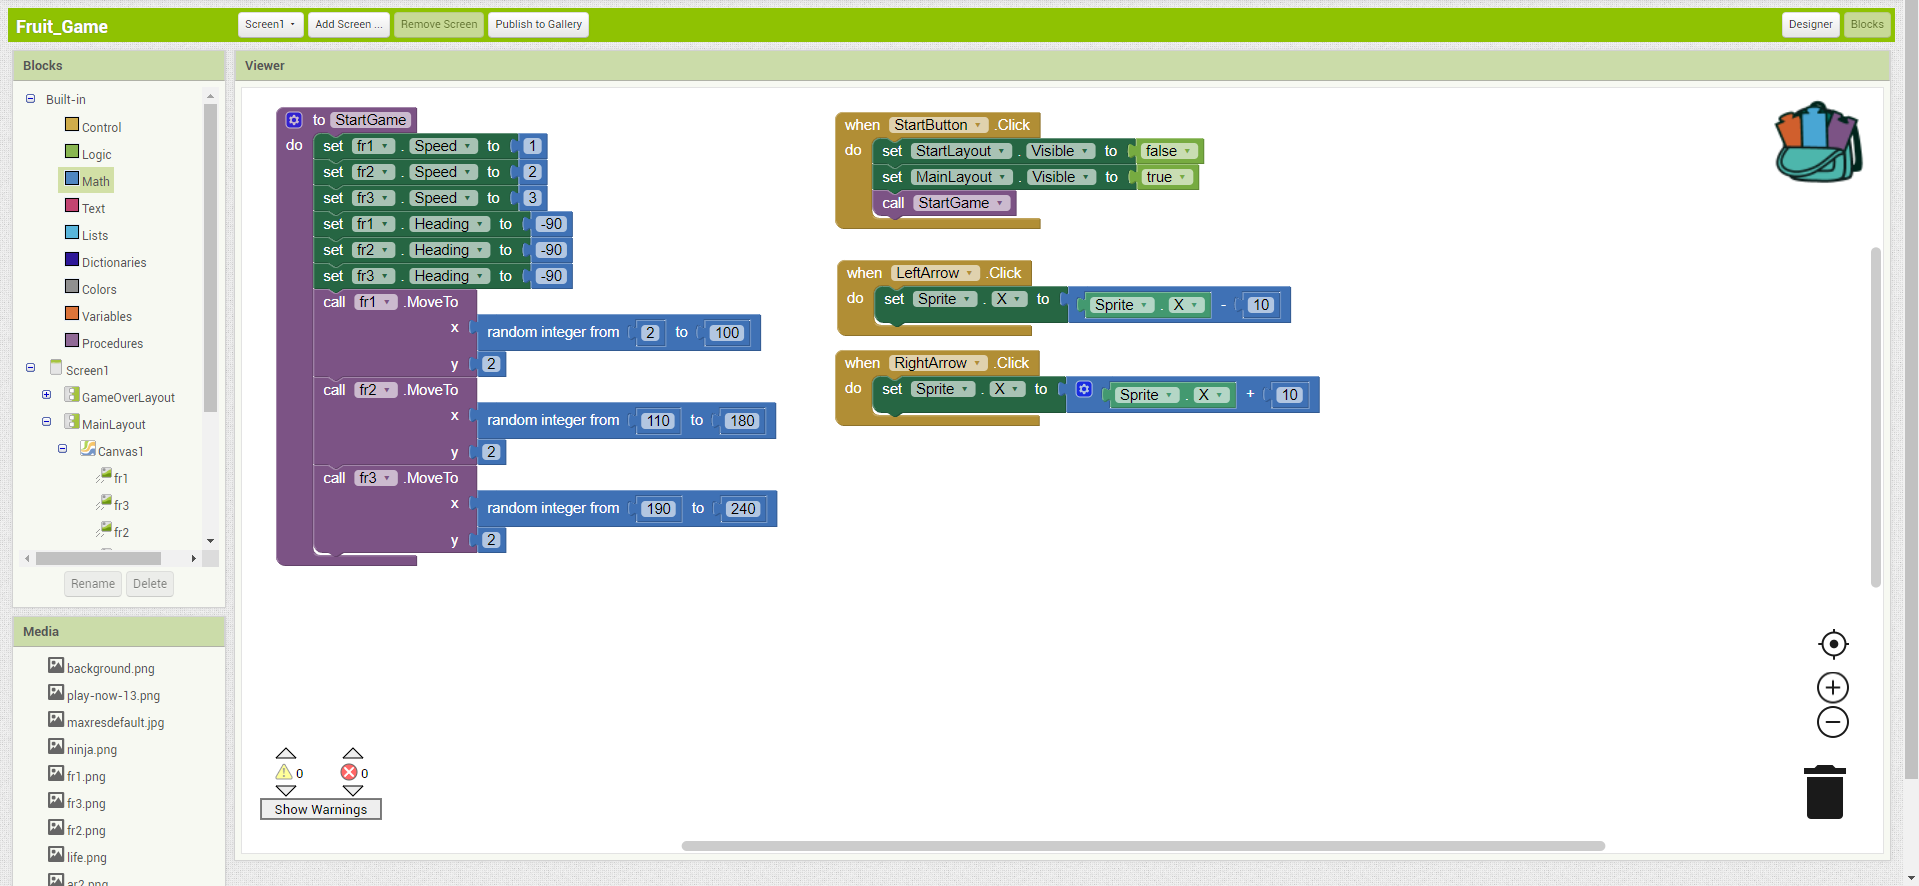 Fruit_Game
Screen1 Add Screen ... Remove Screen Publish to Gallery
Designer Blocks
Blocks
Built-in
Control
Logic
Math
Text
Lists
Dictionaries
Colors
Variables
Procedures
Screen1
GameOverLayout
MainLayout
Canvas1
fr1
fr3
fr2
Rename Delete
Media
background.png
play-now-13.png
maxresdefault.jpg
ninja.png
fr1.png
fr3.png
fr2.png
life.png
ar2.png
Viewer
to StartGame
do set fr1 . Speed to 1
set fr2 . Speed to 2
set fr3 . Speed to 3
set fr1 . Heading to -90
set fr2 . Heading to -90
set fr3 . Heading to -90
call fr1 .MoveTo
x random integer from 2 to 100
y 2
call fr2 .MoveTo
x random integer from 110 to 180
y 2
call fr3 .MoveTo
x random integer from 190 to 240
y 2
when StartButton .Click
do set StartLayout . Visible to false
set MainLayout . Visible to true
call StartGame
when LeftArrow .Click
do set Sprite . X to Sprite . X - 10
when RightArrow .Click
do set Sprite . X to Sprite . X + 10
0 0
Show Warnings